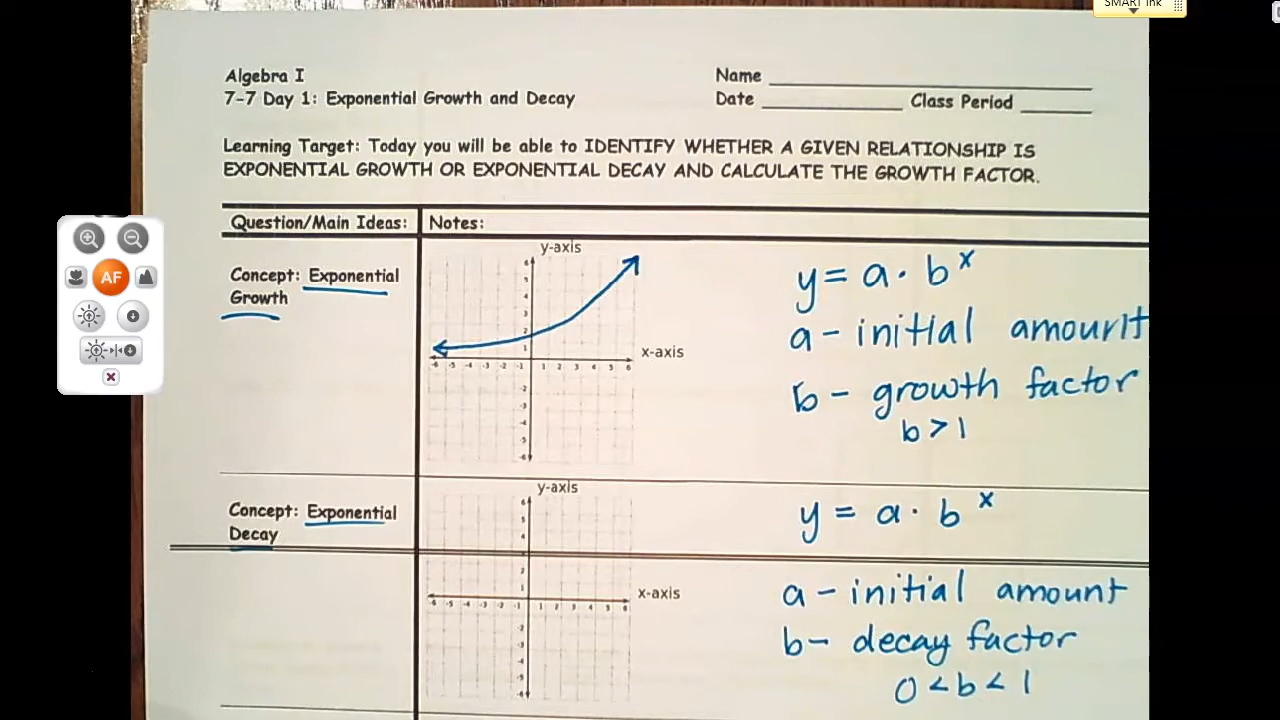 SMART Ink
Algebra I
Name
7-7 Day 1: Exponential Growth and Decay
Date Class Period
Learning Target: Today you will be able to IDENTIFY WHETHER A GIVEN RELATIONSHIP IS
EXPONENTIAL GROWTH OR EXPONENTIAL DECAY AND CALCULATE THE GROWTH FACTOR.
Question/Main Ideas:
Notes:
Concept: Exponential
Growth
y-axis
x-axis
y = a · b^x
a - initial amount
b - growth factor
b > 1
Concept: Exponential
Decay
y-axis
x-axis
y = a · b^x
a - initial amount
b - decay factor
0 < b < 1
AF